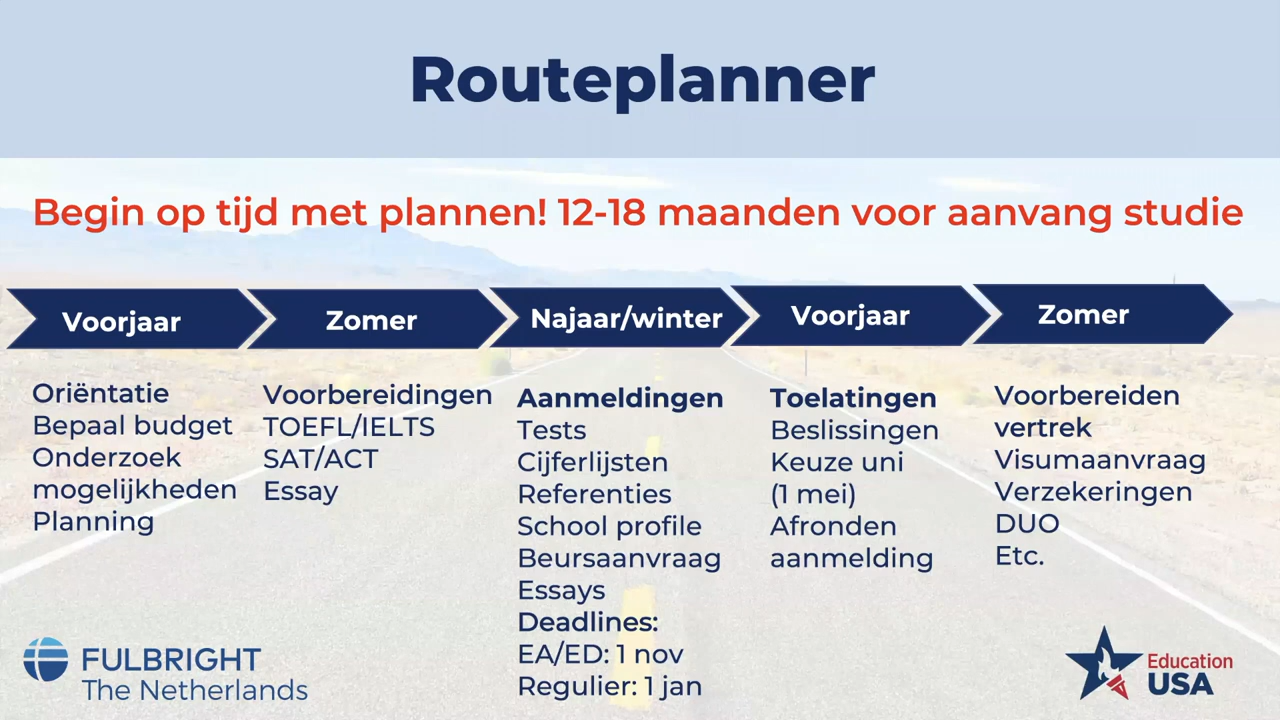 Routeplanner
Begin op tijd met plannen! 12-18 maanden voor aanvang studie
Voorjaar
Oriëntatie
Bepaal budget
Onderzoek
mogelijkheden
Planning
Zomer
Voorbereidingen
TOEFL/IELTS
SAT/ACT
Essay
Najaar/winter
Aanmeldingen
Tests
Cijferlijsten
Referenties
School profile
Beursaanvraag
Essays
Deadlines:
EA/ED: 1 nov
Regulier: 1 jan
Voorjaar
Toelatingen
Beslissingen
Keuze uni
(1 mei)
Afronden
aanmelding
Zomer
Voorbereiden
vertrek
Visumaanvraag
Verzekeringen
DUO
Etc.
FULBRIGHT
The Netherlands
Education
USA